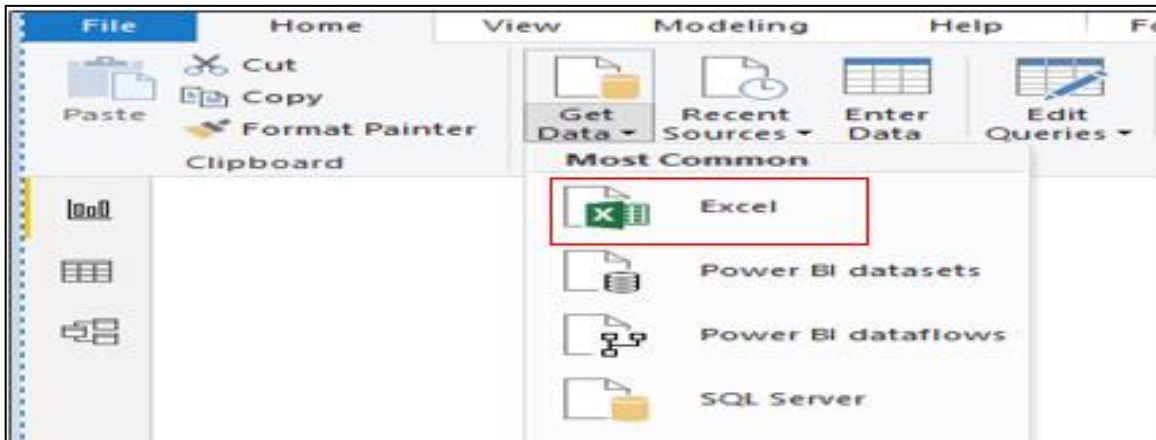 File Home View Modeling Help
Paste
Cut
Copy
Format Painter
Clipboard
Get Data
Recent Sources
Enter Data
Edit Queries
Most Common
Excel
Power BI datasets
Power BI dataflows
SQL Server